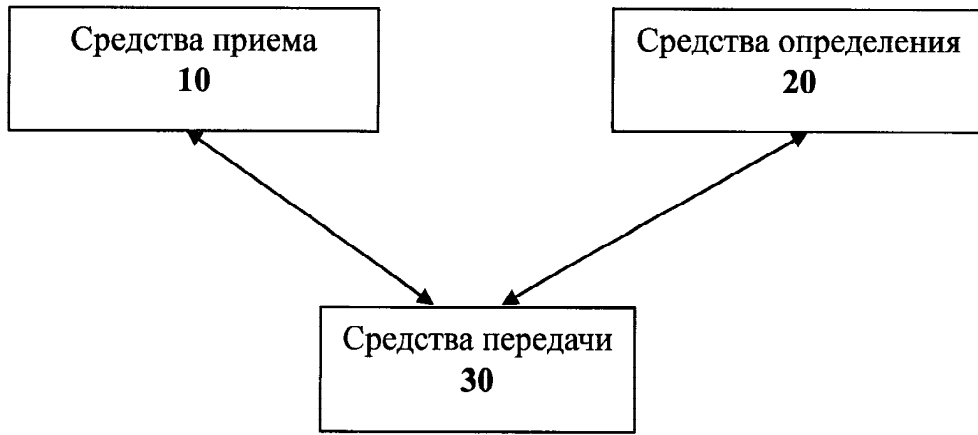 Средства приема
10
Средства определения
20
Средства передачи
30